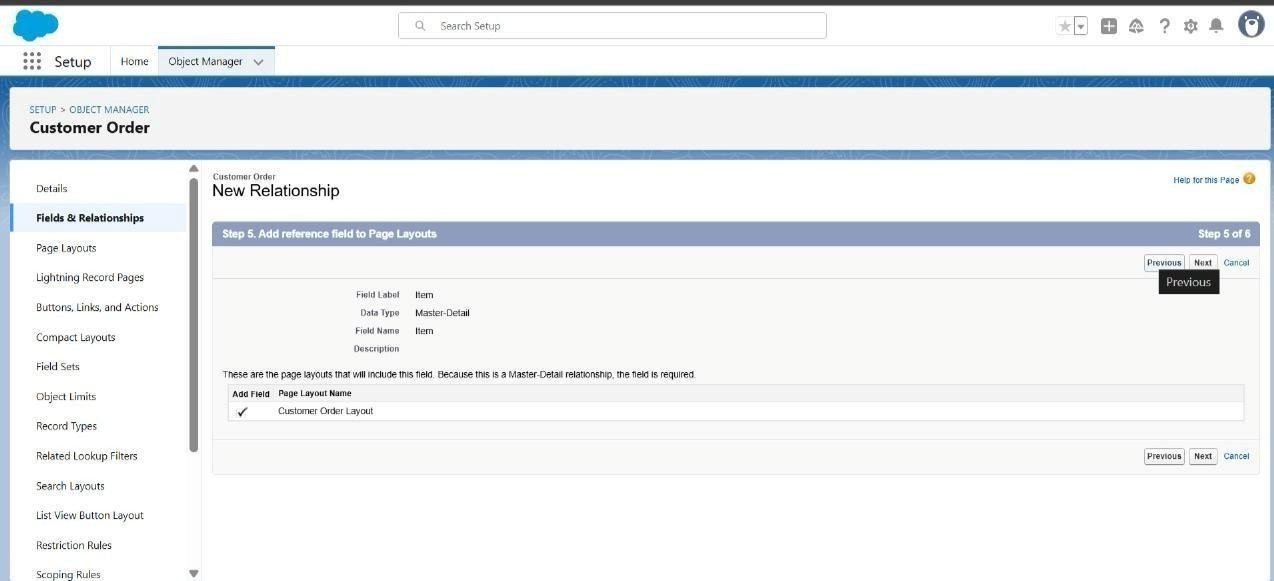 Search Setup
Setup
Home
Object Manager
SETUP > OBJECT MANAGER
Customer Order
Details
Fields & Relationships
Page Layouts
Lightning Record Pages
Buttons, Links, and Actions
Compact Layouts
Field Sets
Object Limits
Record Types
Related Lookup Filters
Search Layouts
List View Button Layout
Restriction Rules
Scoping Rules
Customer Order
New Relationship
Help for this Page ?
Step 5. Add reference field to Page Layouts Step 5 of 6
Previous Next Cancel
Previous
Field Label Item
Data Type Master-Detail
Field Name Item
Description
These are the page layouts that will include this field. Because this is a Master-Detail relationship, the field is required.
Add Field Page Layout Name
Customer Order Layout
Previous Next Cancel